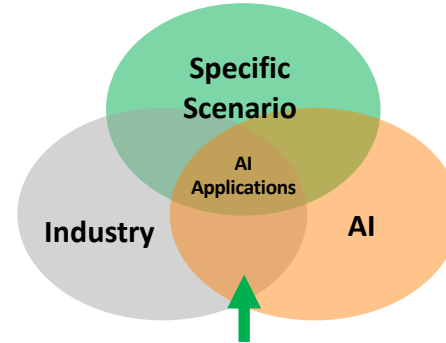 Specific
Scenario
AI
Applications
Industry
AI